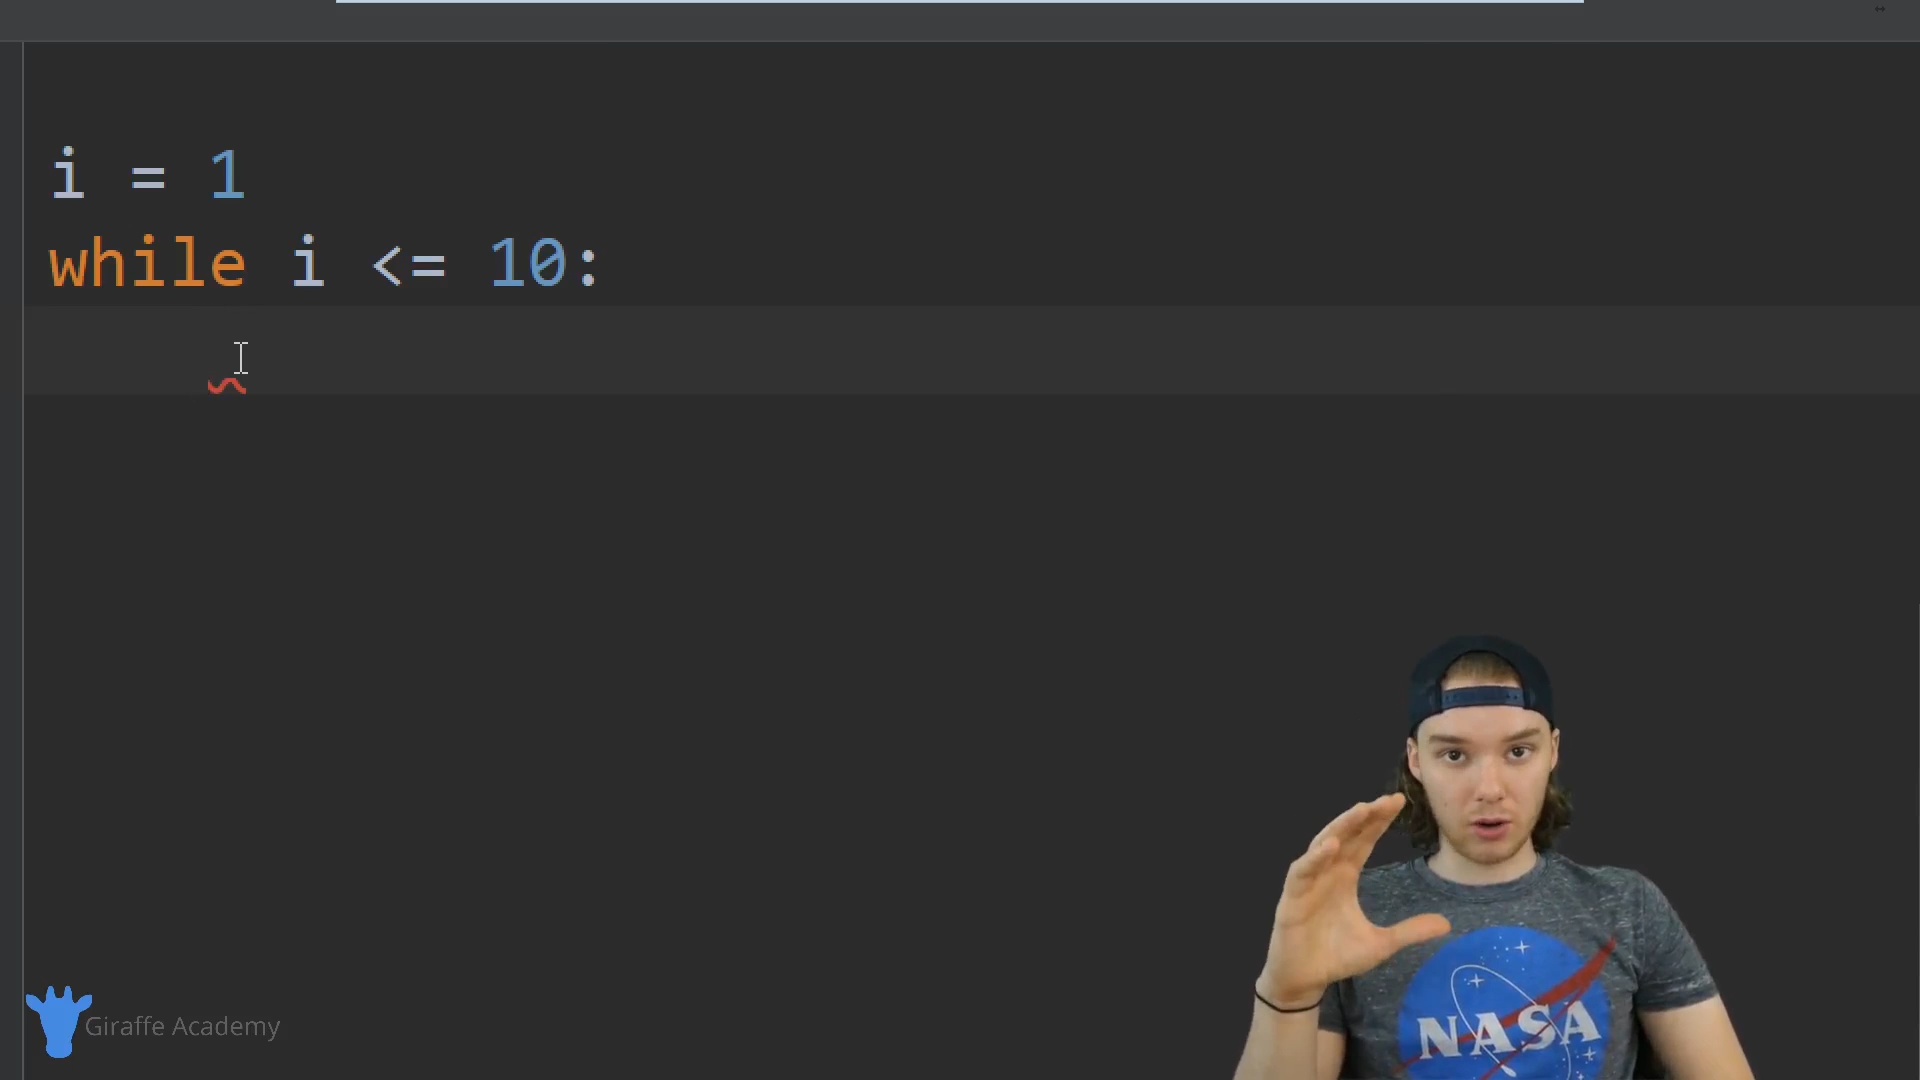 i = 1
while i <= 10:
NASA
Giraffe Academy